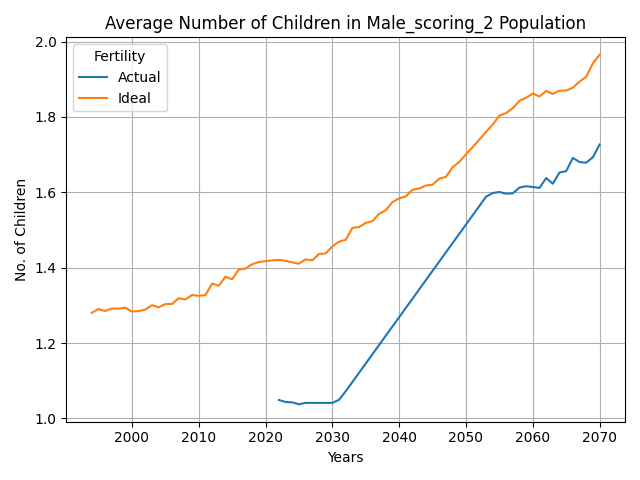 Average Number of Children in Male_scoring_2 Population
2.0
1.8
1.6
1.4
1.2
1.0
No. of Children
Fertility
Actual
Ideal
2000 2010 2020 2030 2040 2050 2060 2070
Years